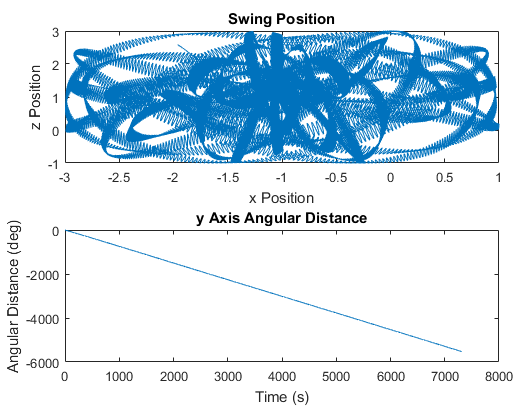 Swing Position
3
2
1
0
-1
z Position
-3 -2.5 -2 -1.5 -1 -0.5 0 0.5 1
x Position
y Axis Angular Distance
0
-2000
-4000
-6000
Angular Distance (deg)
0 1000 2000 3000 4000 5000 6000 7000 8000
Time (s)